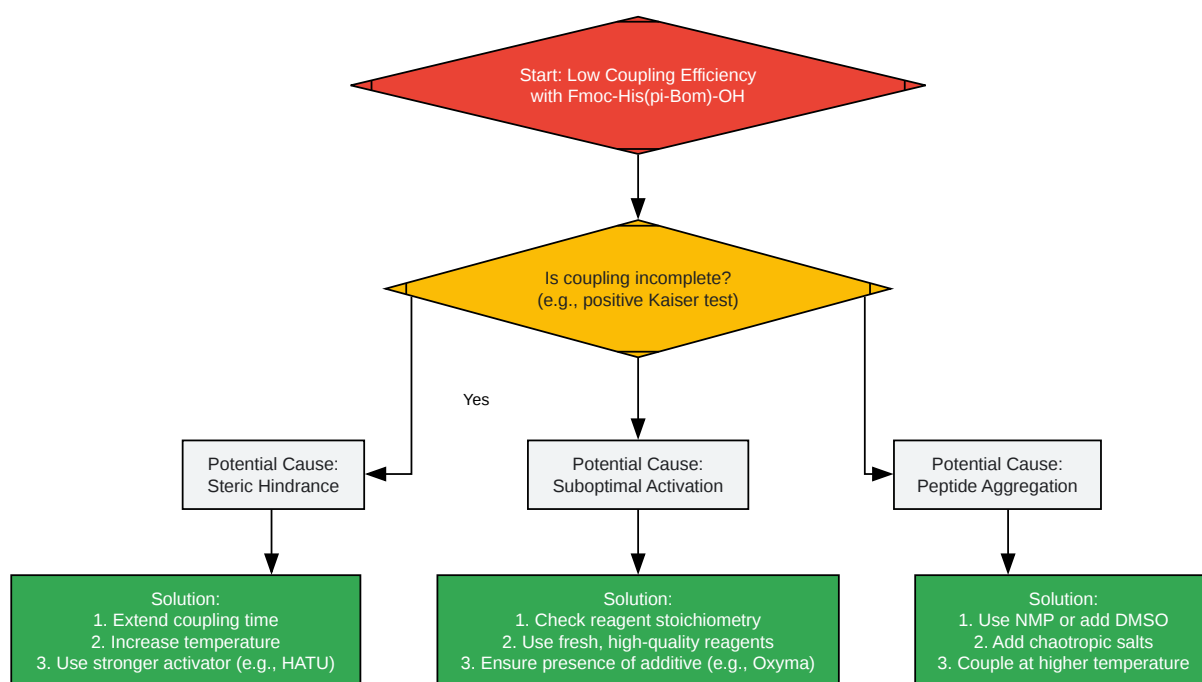 Start: Low Coupling Efficiency
with Fmoc-His(pi-Bom)-OH
Is coupling incomplete?
(e.g., positive Kaiser test)
Yes
Potential Cause:
Steric Hindrance
Potential Cause:
Suboptimal Activation
Potential Cause:
Peptide Aggregation
Solution:
1. Extend coupling time
2. Increase temperature
3. Use stronger activator (e.g., HATU)
Solution:
1. Check reagent stoichiometry
2. Use fresh, high-quality reagents
3. Ensure presence of additive (e.g., Oxyma)
Solution:
1. Use NMP or add DMSO
2. Add chaotropic salts
3. Couple at higher temperature